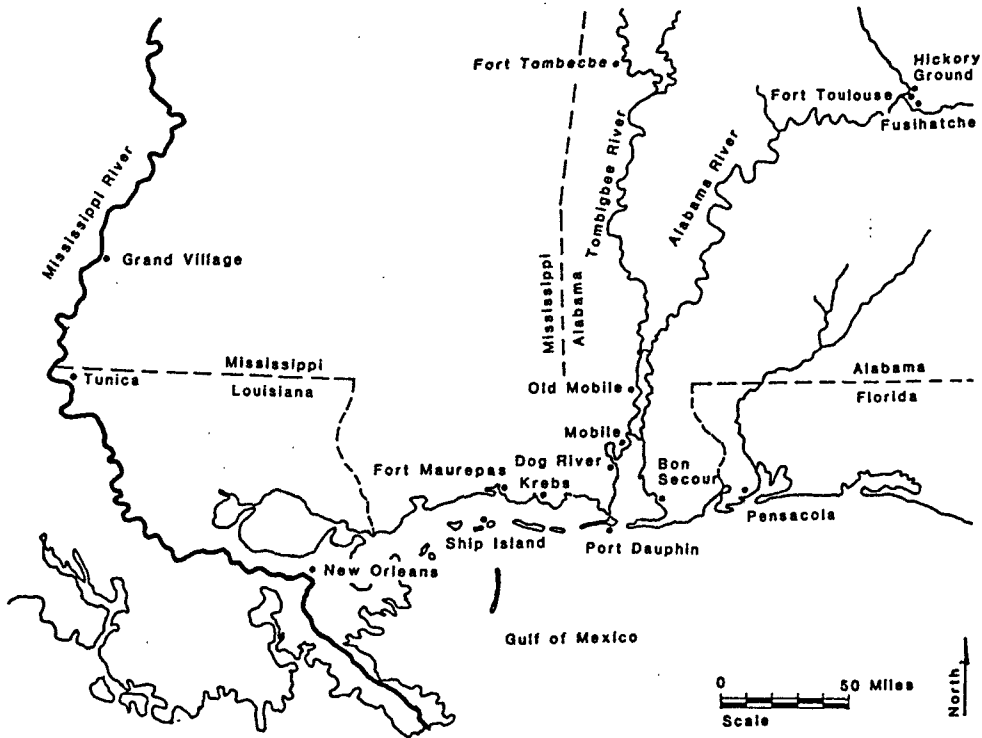 Fort Tombecbe
Hickory
Ground
Fort Toulouse
Fusihatche
Mississippi River
Tombigbee River
Alabama River
Grand Village
Mississippi
Alabama
Mississippi
Louisiana
Tunica
Alabama
Florida
Old Mobile
Mobile
Dog River
Bon
Secour
Fort Maurepas
Krebs
Pensacola
Ship Island
Port Dauphin
New Orleans
Gulf of Mexico
0 50 Miles
Scale
North